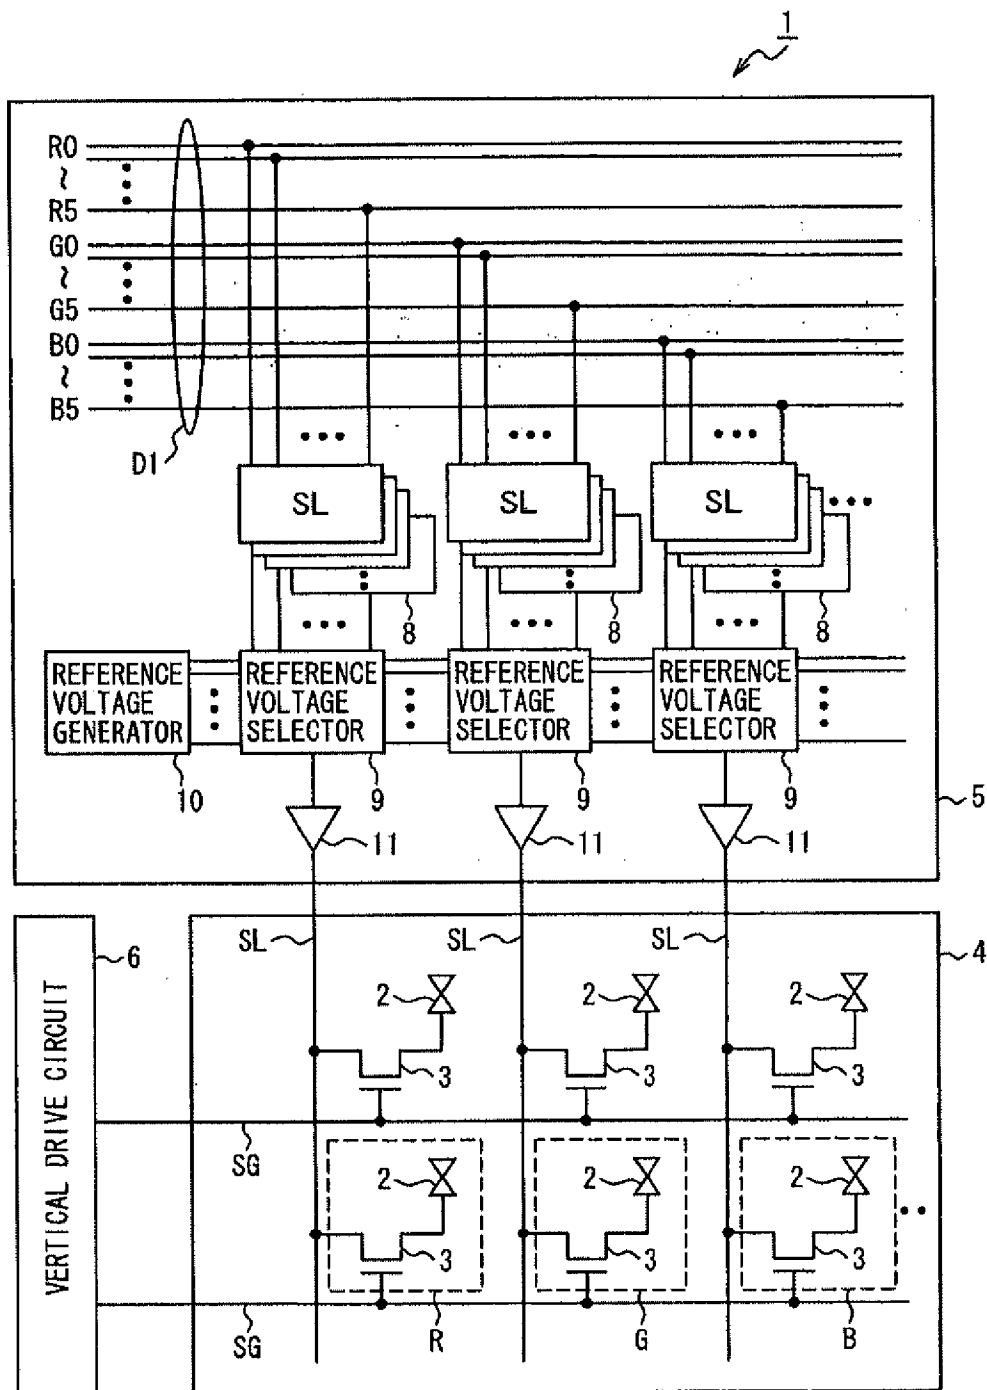 1
R0
~
R5
G0
~
G5
B0
~
B5
D1
SL
SL
SL
8
8
8
REFERENCE
VOLTAGE
GENERATOR
REFERENCE
VOLTAGE
SELECTOR
REFERENCE
VOLTAGE
SELECTOR
REFERENCE
VOLTAGE
SELECTOR
10
9
9
9
5
11
11
11
VERTICAL DRIVE CIRCUIT
6
SL
SL
SL
4
2
2
2
3
3
3
SG
2
2
2
3
3
3
SG
R
G
B